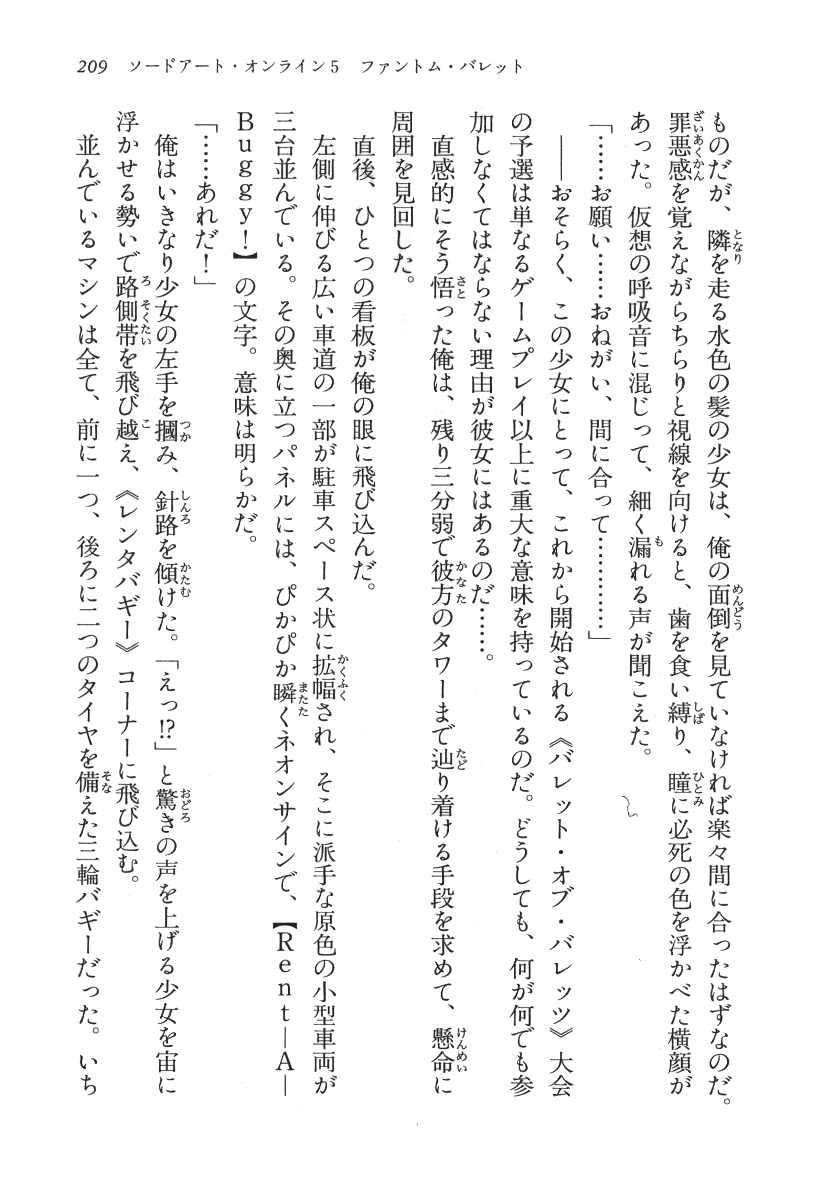 209　ソードアート・オンライン5　ファントム・バレット
ものだが、隣を走る水色の髪の少女は、俺の面倒を見ていなければ楽々間に合ったはずなのだ。
罪悪感を覚えながらちらりと視線を向けると、歯を食い縛り、瞳に必死の色を浮かべた横顔が
あった。仮想の呼吸音に混じって、細く漏れる声が聞こえた。
「……お願い……おねがい、間に合って…………」
――おそらく、この少女にとって、これから開始される《バレット・オブ・バレッツ》大会
の予選は単なるゲームプレイ以上に重大な意味を持っているのだ。どうしても、何が何でも参
加しなくてはならない理由が彼女にはあるのだ……。
直感的にそう悟った俺は、残り三分弱で彼方のタワーまで辿り着ける手段を求めて、懸命に
周囲を見回した。
直後、ひとつの看板が俺の眼に飛び込んだ。
左側に伸びる広い車道の一部が駐車スペース状に拡幅され、そこに派手な原色の小型車両が
三台並んでいる。その奥に立つパネルには、ぴかぴか瞬くネオンサインで、【Rent―A―
Buggy！】の文字。意味は明らかだ。
「……あれだ！」
俺はいきなり少女の左手を摑み、針路を傾けた。「えっ!?」と驚きの声を上げる少女を宙に
浮かせる勢いで路側帯を飛び越え、《レンタバギー》コーナーに飛び込む。
並んでいるマシンは全て、前に一つ、後ろに二つのタイヤを備えた三輪バギーだった。いち